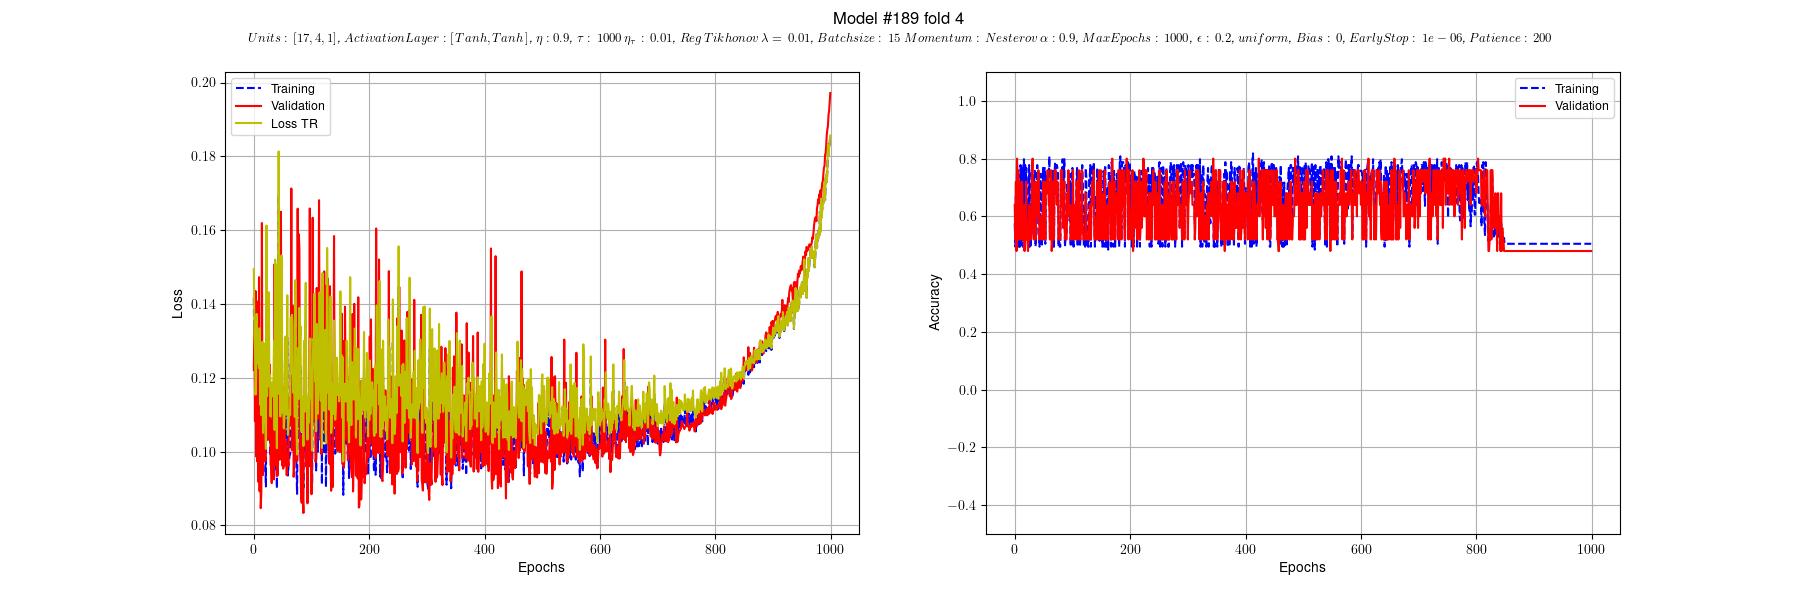 Model #189 fold 4
Units : [17, 4, 1], ActivationLayer : [Tanh, Tanh], η : 0.9, τ : 1000 ητ : 0.01, Reg Tikhonov λ = 0.01, Batchsize : 15 Momentum : Nesterov α : 0.9, MaxEpochs : 1000, ϵ : 0.2, uniform, Bias : 0, EarlyStop : 1e − 06, Patience : 200
Training
Validation
Loss TR
0.20
0.18
0.16
0.14
0.12
0.10
0.08
Loss
0 200 400 600 800 1000
Epochs
Training
Validation
1.0
0.8
0.6
0.4
0.2
0.0
−0.2
−0.4
Accuracy
0 200 400 600 800 1000
Epochs